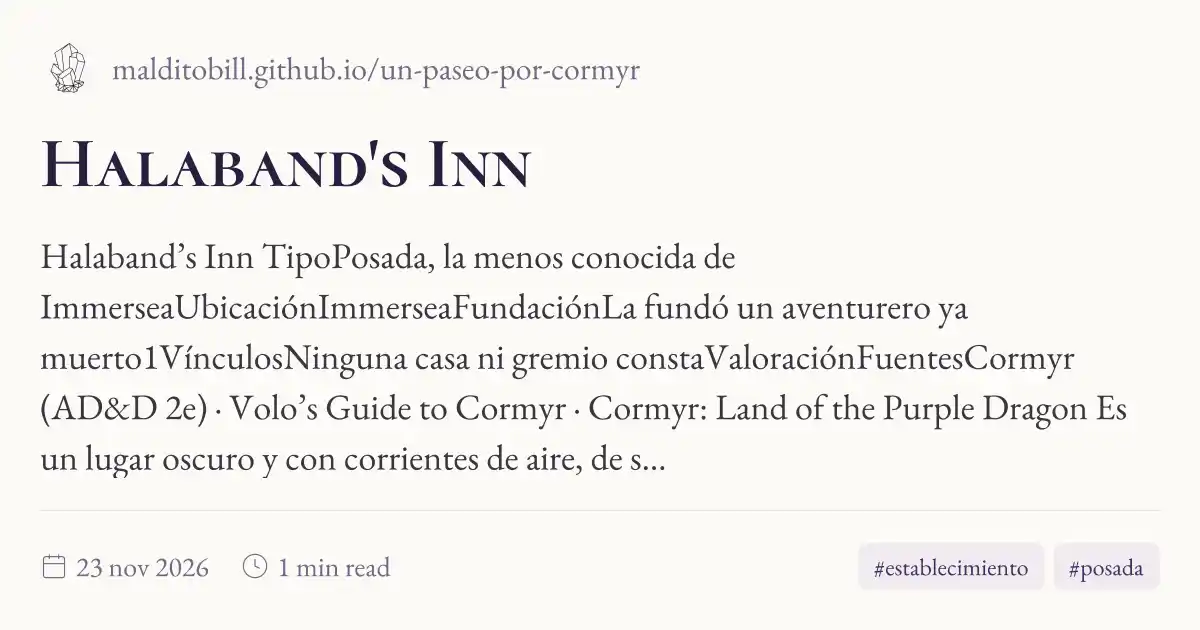 malditobill.github.io/un-paseo-por-cormyr
Halaband's Inn
Halaband’s Inn TipoPosada, la menos conocida de
ImmerseaUbicaciónImmerseaFundaciónLa fundó un aventurero ya
muerto1VínculosNinguna casa ni gremio constaValoraciónFuentesCormyr
(AD&D 2e) · Volo’s Guide to Cormyr · Cormyr: Land of the Purple Dragon Es
un lugar oscuro y con corrientes de aire, de s...
23 nov 2026
1 min read
#establecimiento
#posada